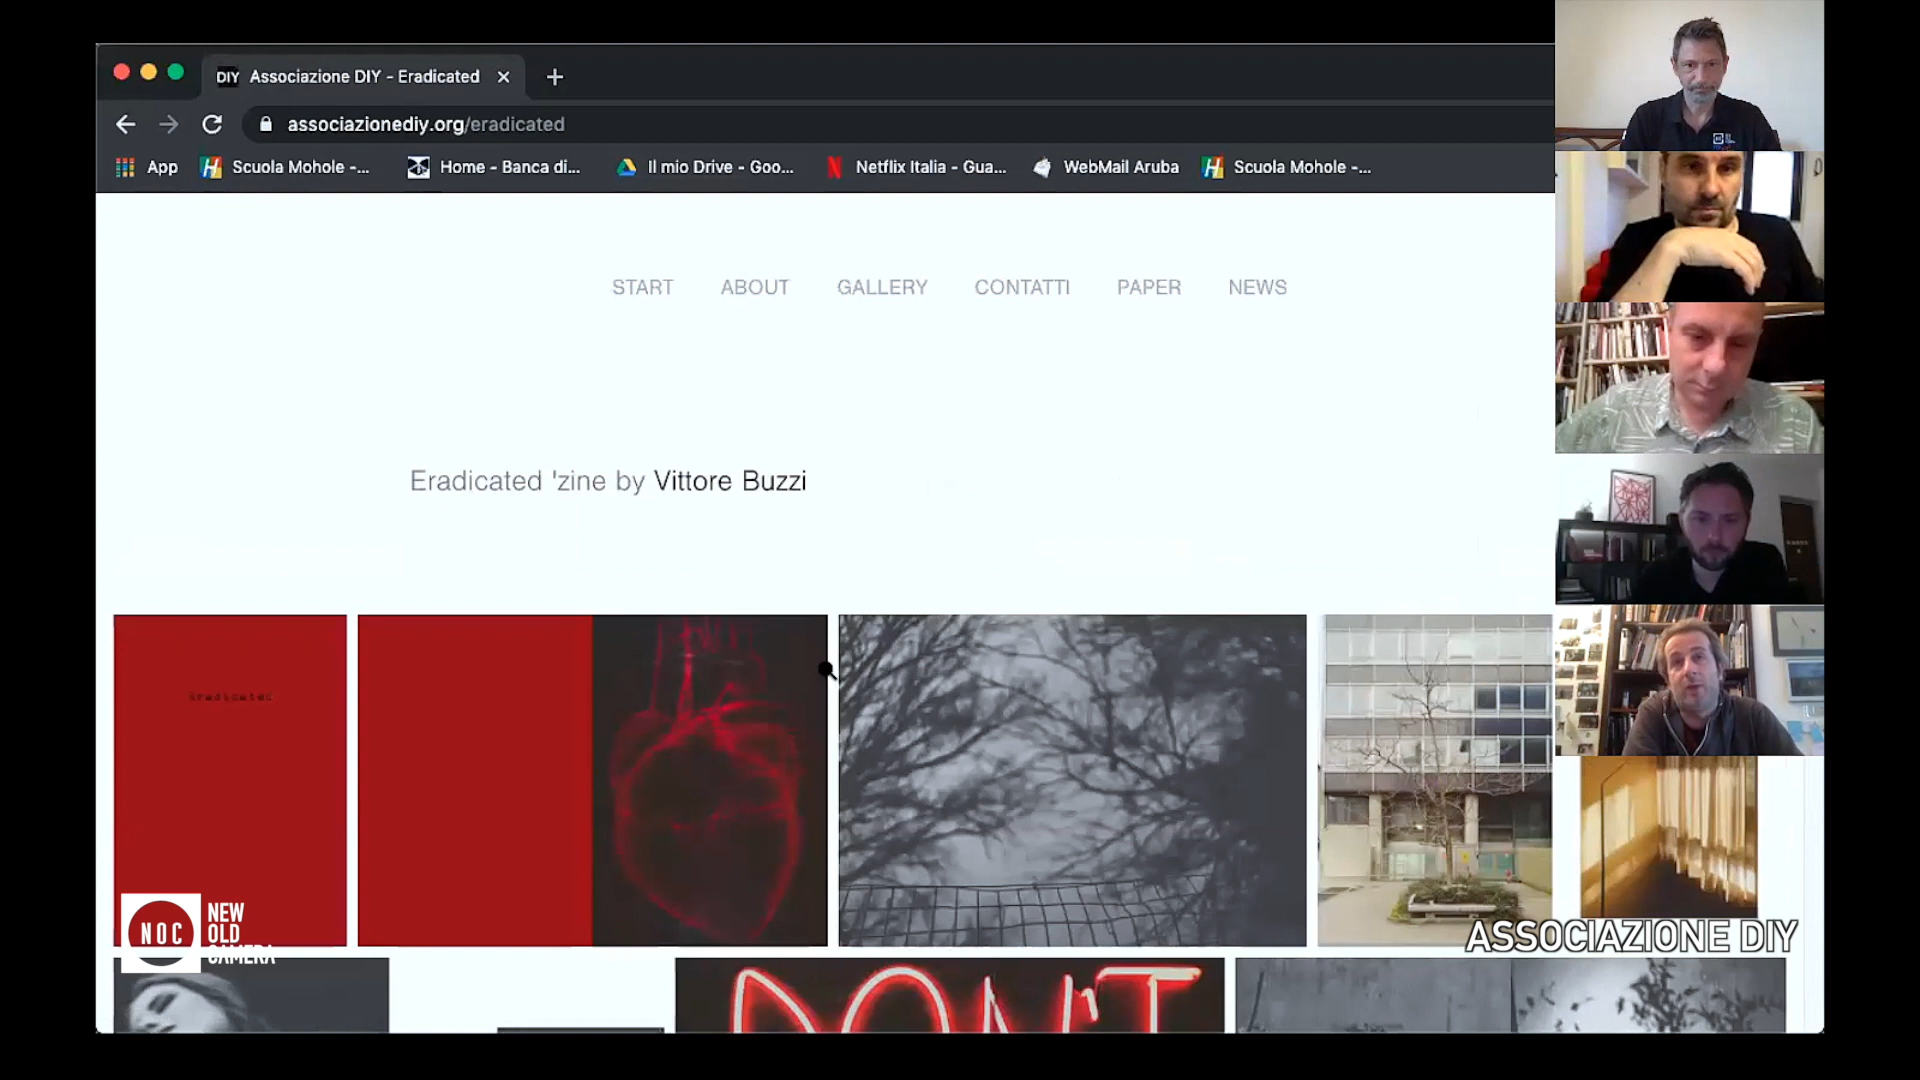 DIY Associazione DIY - Eradicated
associazionediy.org/eradicated
App Scuola Mohole -... Home - Banca di... Il mio Drive - Goo... Netflix Italia - Gua... WebMail Aruba Scuola Mohole -...
START ABOUT GALLERY CONTATTI PAPER NEWS
Eradicated 'zine by Vittore Buzzi
Eradicated
NOC NEW
OLD
CAMERA
ASSOCIAZIONE DIY
DON'T